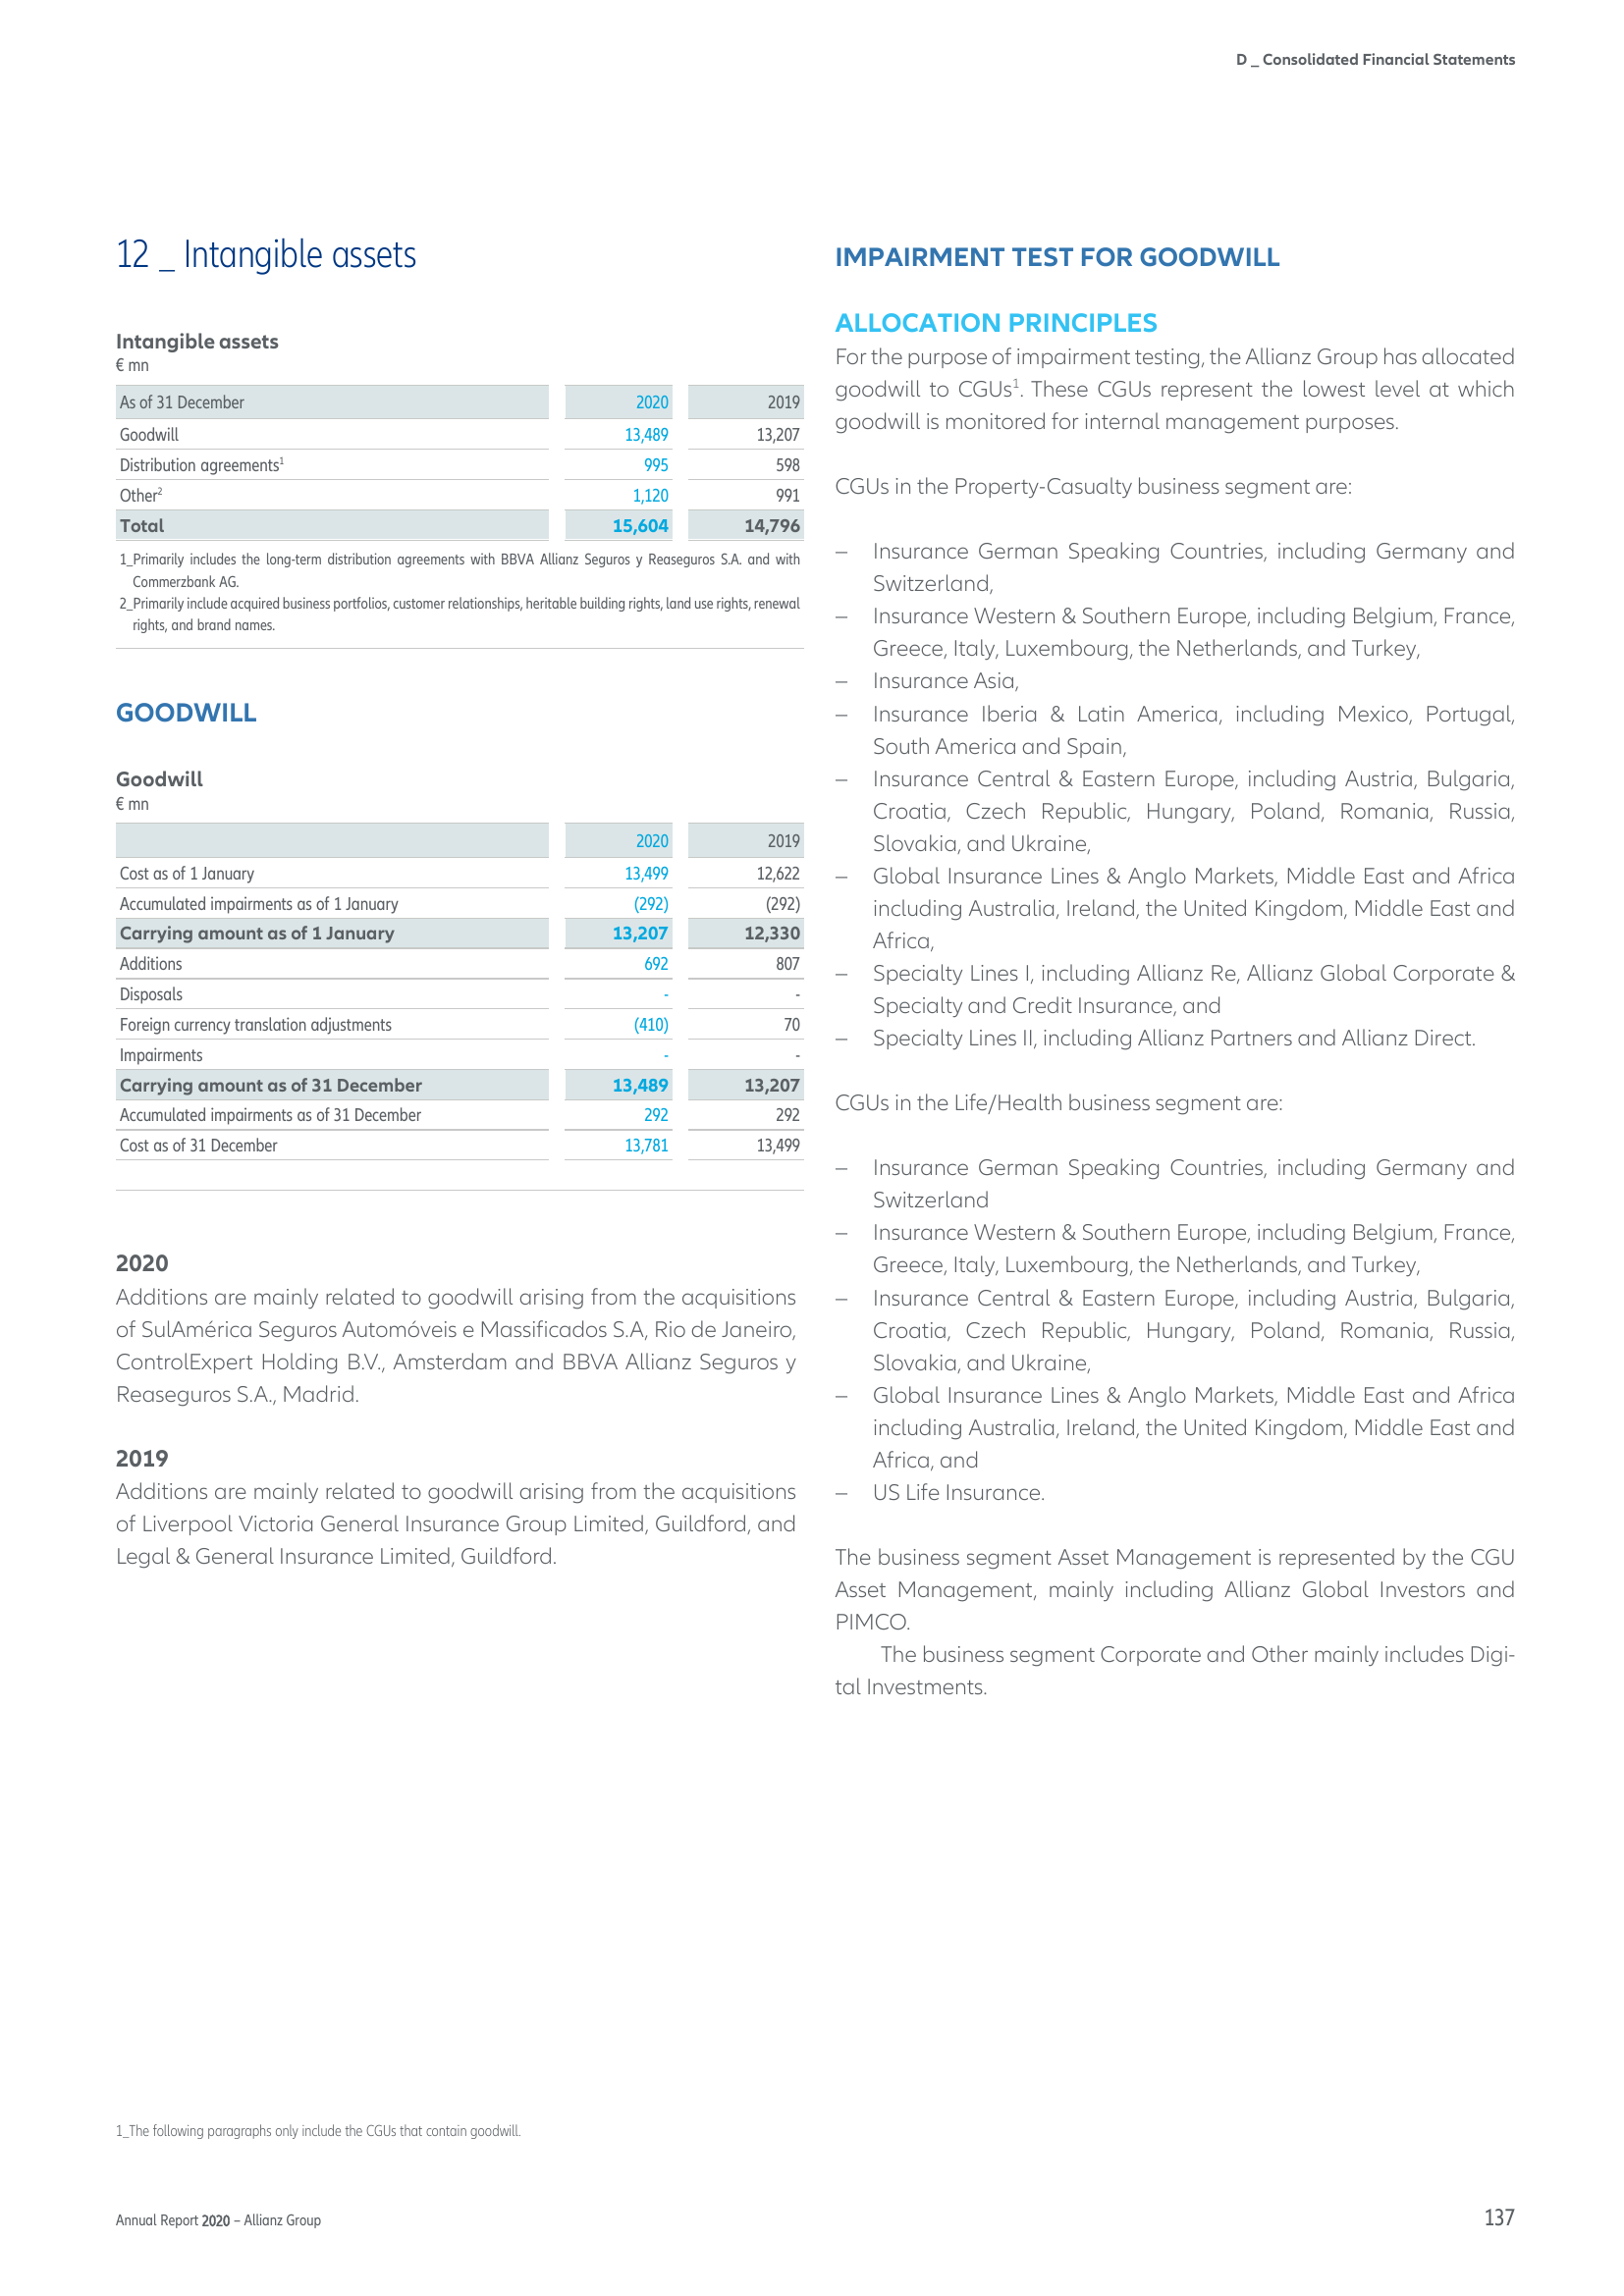 D _ Consolidated Financial Statements
12 _ Intangible assets
Intangible assets
€ mn
As of 31 December 2020 2019
Goodwill 13,489 13,207
Distribution agreements1 995 598
Other2 1,120 991
Total 15,604 14,796
1_Primarily includes the long-term distribution agreements with BBVA Allianz Seguros y Reaseguros S.A. and with
Commerzbank AG.
2_Primarily include acquired business portfolios, customer relationships, heritable building rights, land use rights, renewal
rights, and brand names.
GOODWILL
Goodwill
€ mn
2020 2019
Cost as of 1 January 13,499 12,622
Accumulated impairments as of 1 January (292) (292)
Carrying amount as of 1 January 13,207 12,330
Additions 692 807
Disposals - -
Foreign currency translation adjustments (410) 70
Impairments - -
Carrying amount as of 31 December 13,489 13,207
Accumulated impairments as of 31 December 292 292
Cost as of 31 December 13,781 13,499
2020
Additions are mainly related to goodwill arising from the acquisitions
of SulAmérica Seguros Automóveis e Massificados S.A, Rio de Janeiro,
ControlExpert Holding B.V., Amsterdam and BBVA Allianz Seguros y
Reaseguros S.A., Madrid.
2019
Additions are mainly related to goodwill arising from the acquisitions
of Liverpool Victoria General Insurance Group Limited, Guildford, and
Legal & General Insurance Limited, Guildford.
IMPAIRMENT TEST FOR GOODWILL
ALLOCATION PRINCIPLES
For the purpose of impairment testing, the Allianz Group has allocated
goodwill to CGUs1. These CGUs represent the lowest level at which
goodwill is monitored for internal management purposes.
CGUs in the Property-Casualty business segment are:
– Insurance German Speaking Countries, including Germany and
Switzerland,
– Insurance Western & Southern Europe, including Belgium, France,
Greece, Italy, Luxembourg, the Netherlands, and Turkey,
– Insurance Asia,
– Insurance Iberia & Latin America, including Mexico, Portugal,
South America and Spain,
– Insurance Central & Eastern Europe, including Austria, Bulgaria,
Croatia, Czech Republic, Hungary, Poland, Romania, Russia,
Slovakia, and Ukraine,
– Global Insurance Lines & Anglo Markets, Middle East and Africa
including Australia, Ireland, the United Kingdom, Middle East and
Africa,
– Specialty Lines I, including Allianz Re, Allianz Global Corporate &
Specialty and Credit Insurance, and
– Specialty Lines II, including Allianz Partners and Allianz Direct.
CGUs in the Life/Health business segment are:
– Insurance German Speaking Countries, including Germany and
Switzerland
– Insurance Western & Southern Europe, including Belgium, France,
Greece, Italy, Luxembourg, the Netherlands, and Turkey,
– Insurance Central & Eastern Europe, including Austria, Bulgaria,
Croatia, Czech Republic, Hungary, Poland, Romania, Russia,
Slovakia, and Ukraine,
– Global Insurance Lines & Anglo Markets, Middle East and Africa
including Australia, Ireland, the United Kingdom, Middle East and
Africa, and
– US Life Insurance.
The business segment Asset Management is represented by the CGU
Asset Management, mainly including Allianz Global Investors and
PIMCO.
The business segment Corporate and Other mainly includes Digi-
tal Investments.
1_The following paragraphs only include the CGUs that contain goodwill.
Annual Report 2020 – Allianz Group 137